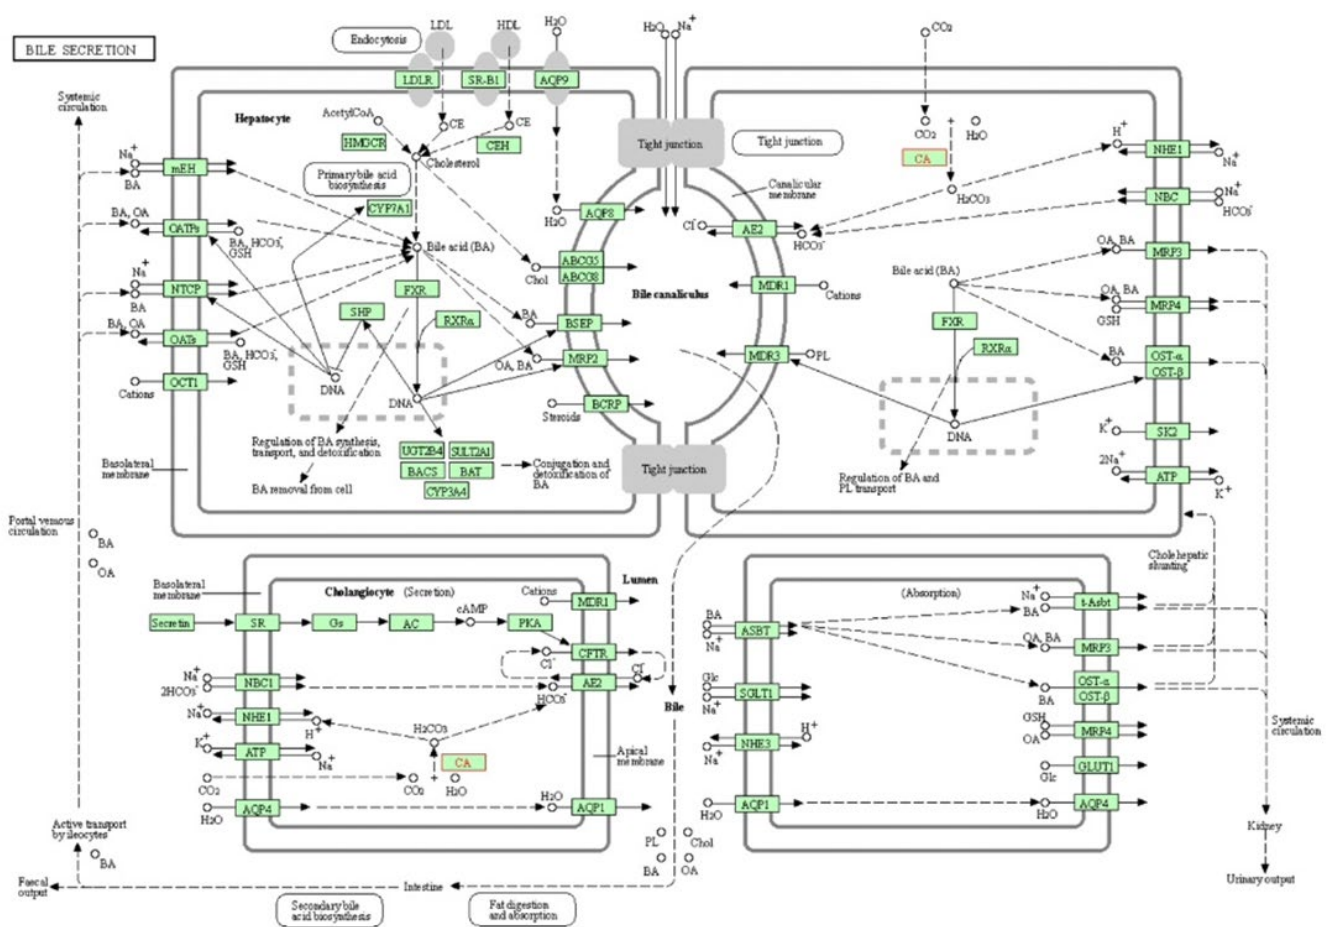 BILE SECRETION
Endocytosis
LDL
HDL
H₂O
H₂O
Na⁺
CO₂
LDLR
SR-B1
AQP9
Systemic
circulation
Hepatocyte
AcetylCoA
CE
CE
HMGCR
CEH
Cholesterol
Tight junction
Tight junction
CO₂
+
H₂O
CA
H⁺
NHE1
Na⁺
Na⁺
mEH
BA
Primary bile acid
biosynthesis
CYP7A1
H₂O
AQP8
Canalicular
membrane
H₂CO₃
NBC
Na⁺
HCO₃⁻
BA, OA
OATPs
BA, HCO₃⁻,
GSH
Bile acid (BA)
Cl⁻
AE2
HCO₃⁻
OA, BA
MRP3
Na⁺
NTCP
BA
Chol
ABCG5
ABCG8
Bile canaliculus
MDR1
Cations
Bile acid (BA)
OA, BA
MRP4
GSH
FXR
SHP
RXRα
BA
BSEP
FXR
RXRα
BA, OA
OATs
BA, HCO₃⁻,
GSH
OA, BA
MRP2
MDR3
PL
BA
OST-α
OST-β
Cations
OCT1
DNA
DNA
Steroids
BCRP
DNA
K⁺
SK2
Regulation of BA synthesis,
transport, and detoxification
BA removal from cell
UGT2B4
SULT2A1
BACS
BAT
CYP3A4
Conjugation and
detoxification of
BA
Tight junction
Regulation of BA and
PL transport
2Na⁺
ATP
K⁺
Basolateral
membrane
Portal venous
circulation
BA
OA
Chole hepatic
shunting
Basolateral
membrane
Cholangiocyte (Secretion)
Lumen
Cations
MDR1
Secretin
SR
Gs
AC
cAMP
PKA
Cl⁻
CFTR
Cl⁻
Na⁺
2HCO₃⁻
NBC1
HCO₃⁻
AE2
Na⁺
NHE1
H⁺
H₂CO₃
K⁺
ATP
Na⁺
CA
Apical
membrane
CO₂
CO₂
+
H₂O
H₂O
AQP4
H₂O
AQP1
Bile
(Absorption)
Na⁺
BA
t-Asbt
BA
Na⁺
ASBT
OA, BA
MRP3
Glc
Na⁺
SGLT1
BA
OST-α
OST-β
GSH
OA
MRP4
Na⁺
NHE3
H⁺
Glc
GLUT1
H₂O
AQP1
H₂O
AQP4
Systemic
circulation
Kidney
Urinary output
Active transport
by ileocytes
BA
PL
Chol
BA
OA
Faecal
output
Intestine
Secondary bile
acid biosynthesis
Fat digestion
and absorption